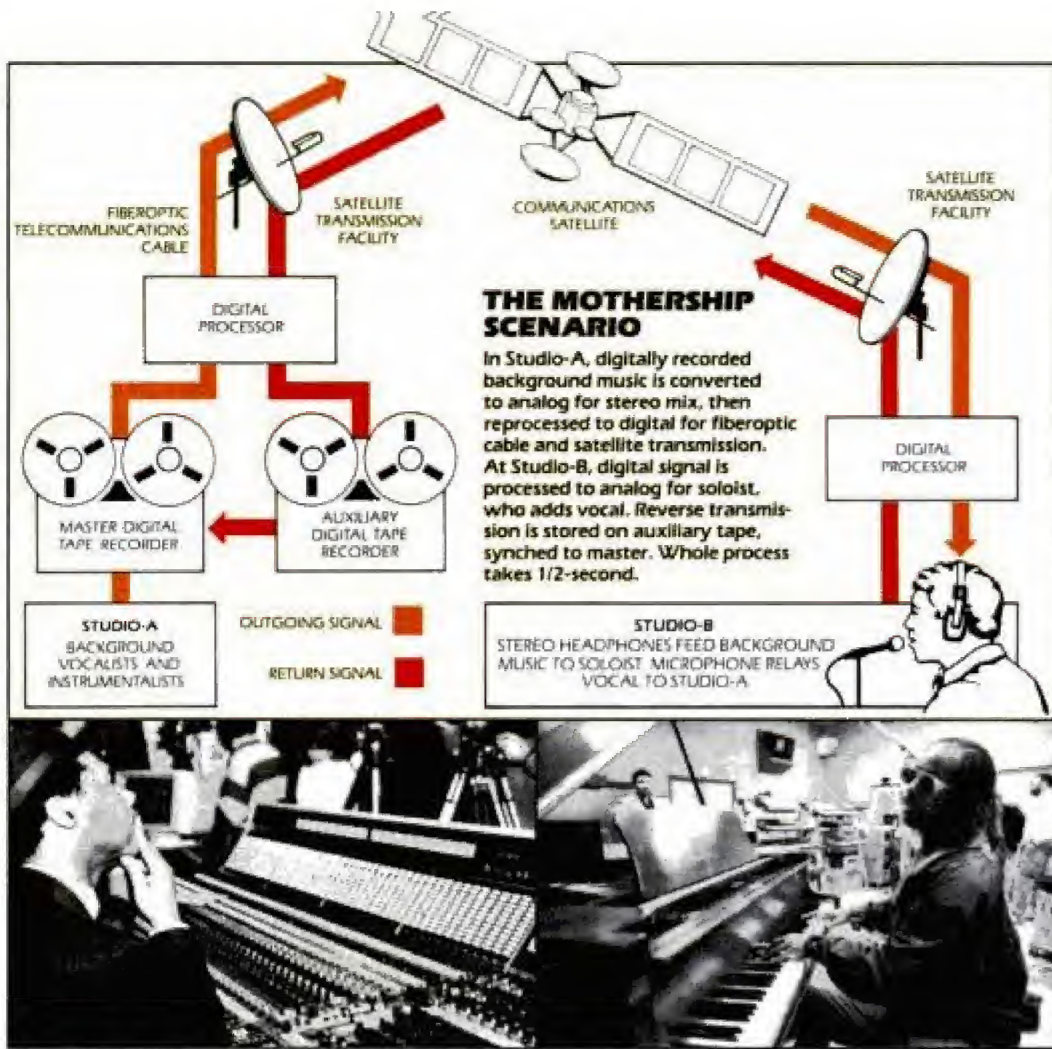 FIBEROPTIC
TELECOMMUNICATIONS
CABLE
SATELLITE
TRANSMISSION
FACILITY
COMMUNICATIONS
SATELLITE
SATELLITE
TRANSMISSION
FACILITY
DIGITAL
PROCESSOR
THE MOTHERSHIP
SCENARIO
In Studio-A, digitally recorded
background music is converted
to analog for stereo mix, then
reprocessed to digital for fiberoptic
cable and satellite transmission.
At Studio-B, digital signal is
processed to analog for soloist,
who adds vocal. Reverse transmis-
sion is stored on auxiliary tape,
synched to master. Whole process
takes 1/2-second.
DIGITAL
PROCESSOR
MASTER DIGITAL
TAPE RECORDER
AUXILIARY
DIGITAL TAPE
RECORDER
STUDIO-A
BACKGROUND
VOCALISTS AND
INSTRUMENTALISTS
OUTGOING SIGNAL
RETURN SIGNAL
STUDIO-B
STEREO HEADPHONES FEED BACKGROUND
MUSIC TO SOLOIST. MICROPHONE RELAYS
VOCAL TO STUDIO-A